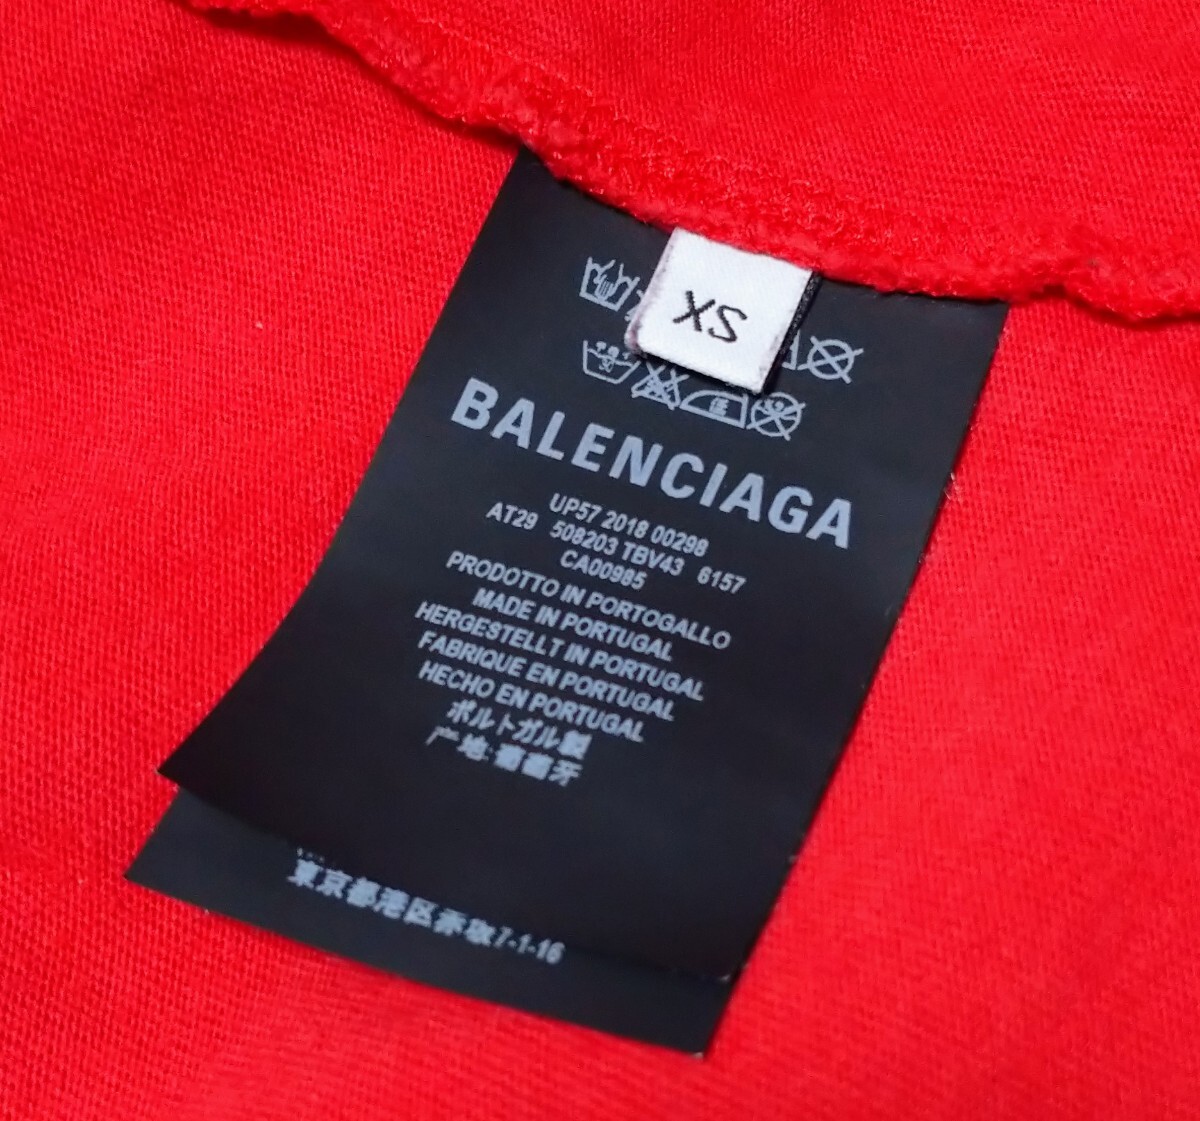 XS
BALENCIAGA
UP57 2018 00298
AT29 508203 TBV43 6157
CA00985
PRODOTTO IN PORTOGALLO
MADE IN PORTUGAL
HERGESTELLT IN PORTUGAL
FABRIQUE EN PORTUGAL
HECHO EN PORTUGAL
ポルトガル製
产地:葡萄牙
東京都港区赤坂7-1-16